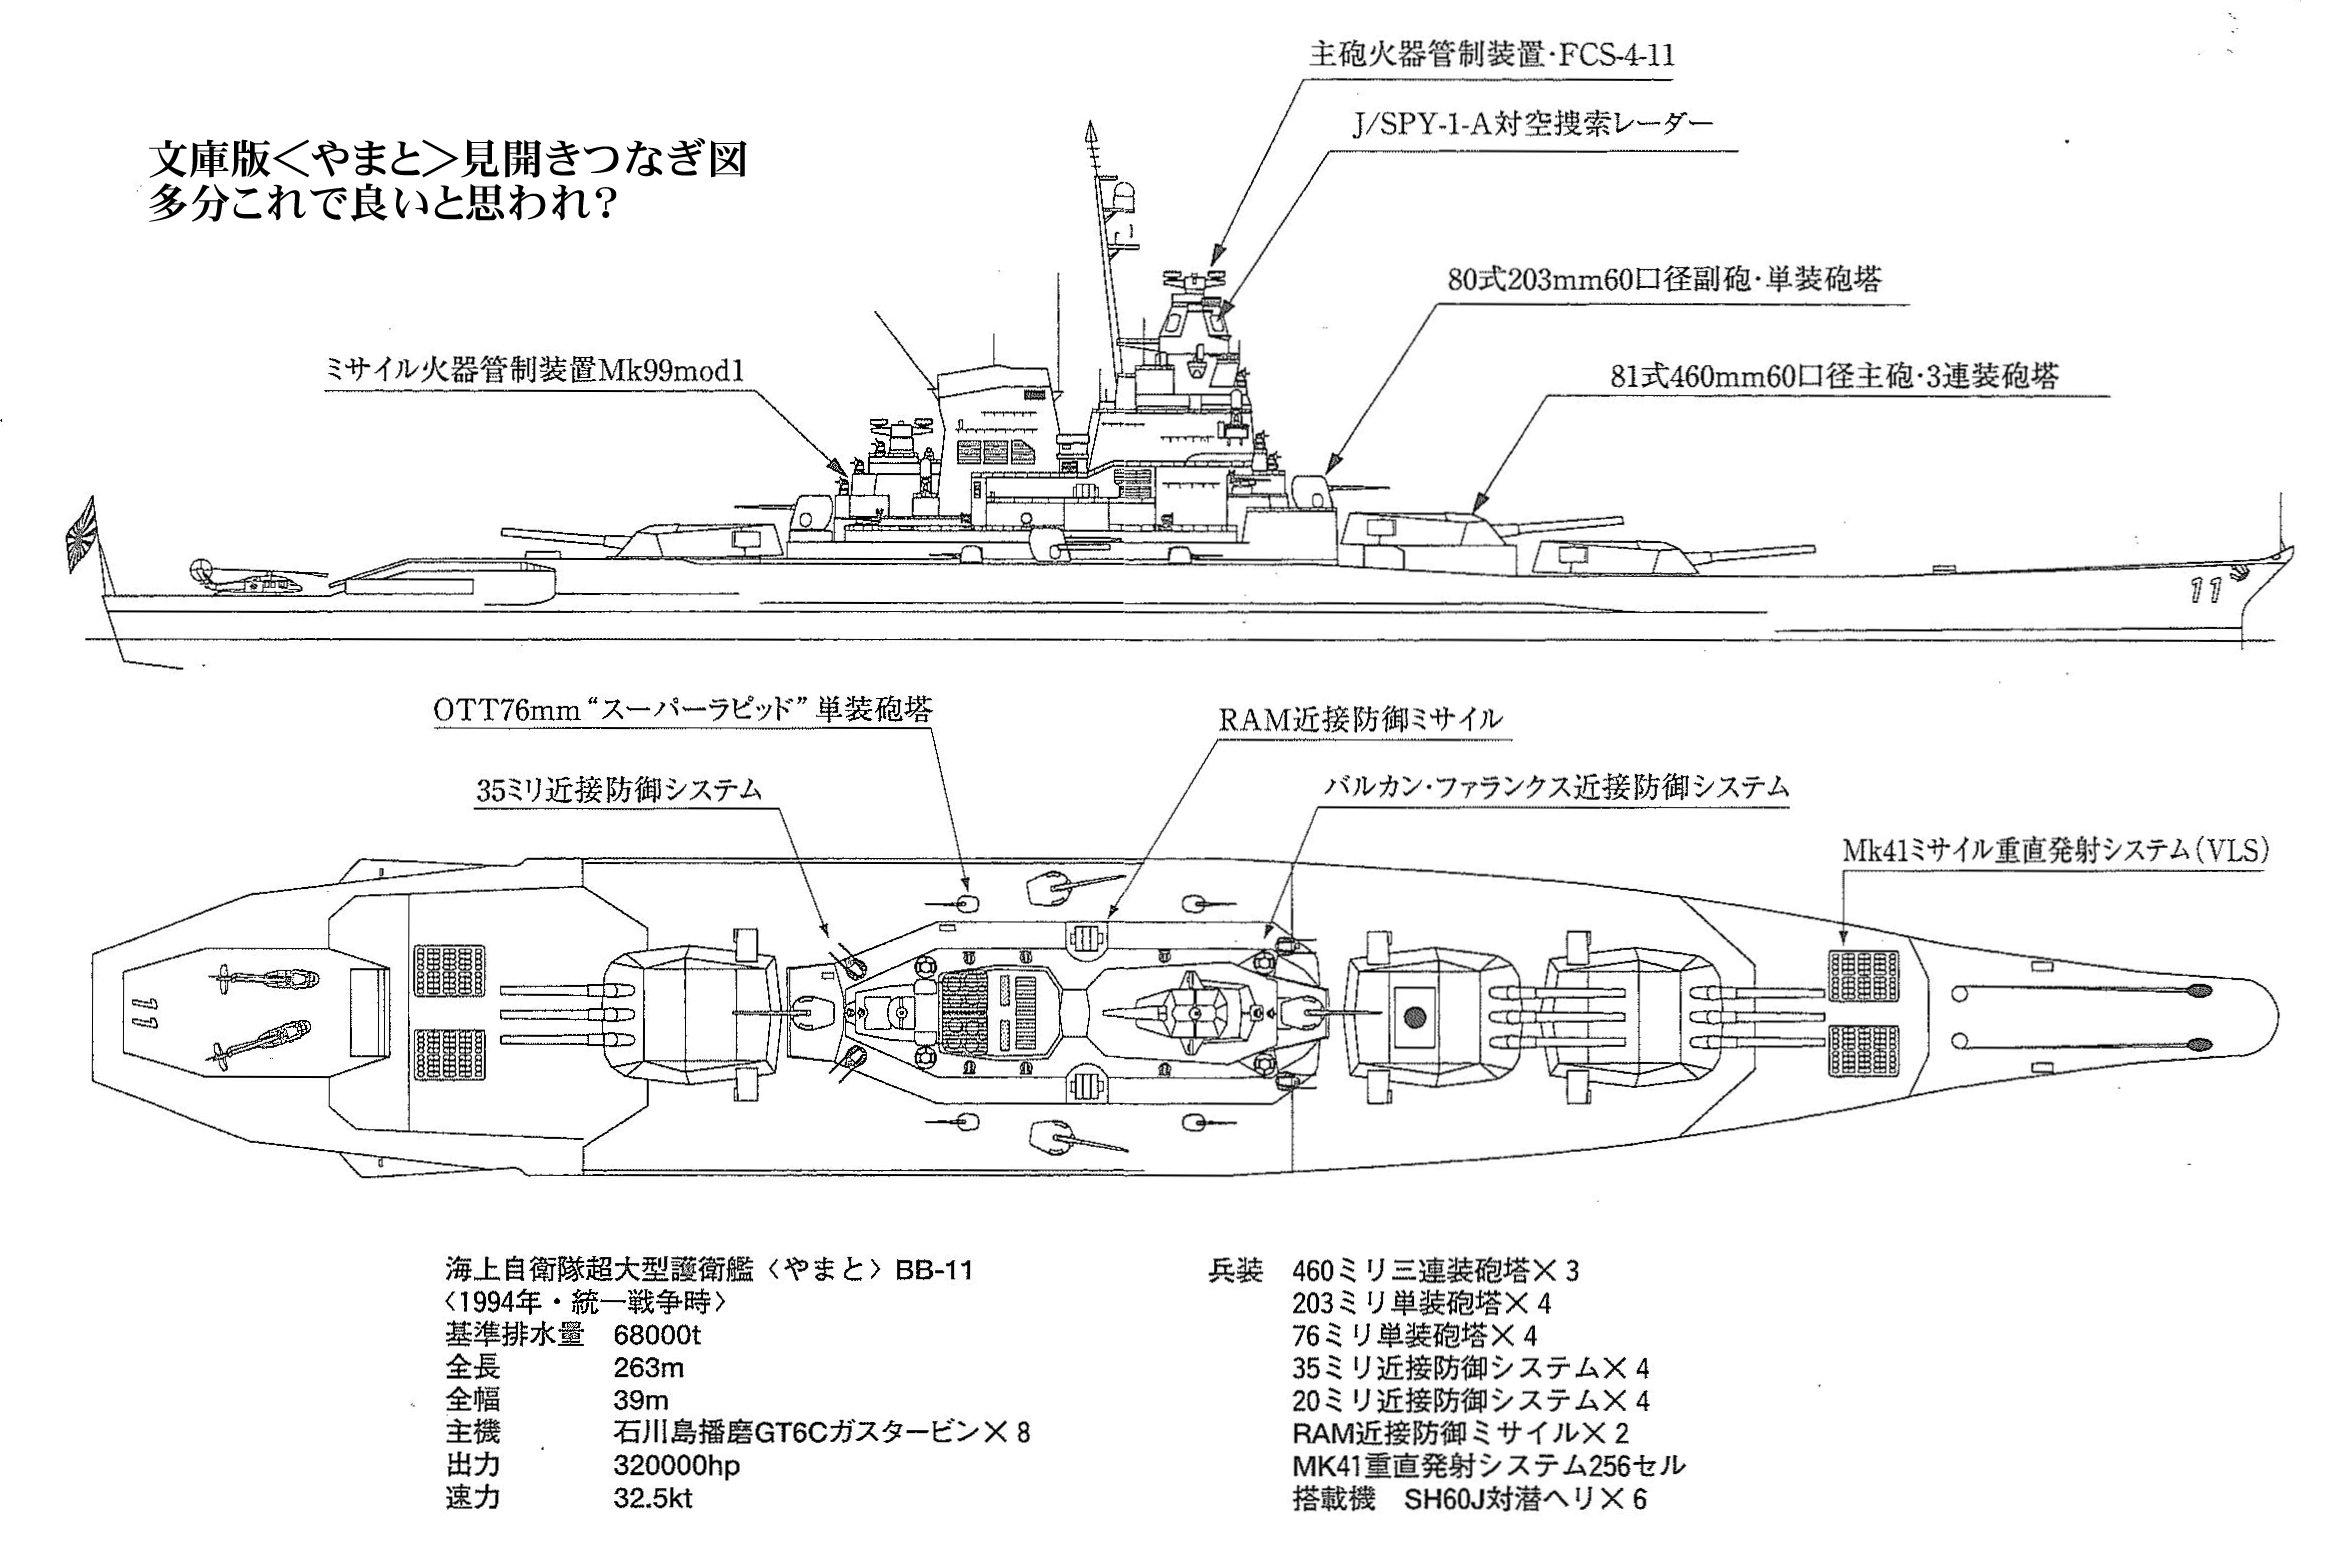 主砲火器管制装置・FCS-4-11
J/SPY-1-A対空捜索レーダー
文庫版＜やまと＞見開きつなぎ図
多分これで良いと思われ？
80式203mm60口径副砲・単装砲塔
ミサイル火器管制装置Mk99mod1
81式460mm60口径主砲・3連装砲塔
11
OTT76mm“スーパーラピッド”単装砲塔
RAM近接防御ミサイル
35ミリ近接防御システム
バルカン・ファランクス近接防御システム
Mk41ミサイル垂直発射システム（VLS）
11
海上自衛隊超大型護衛艦〈やまと〉BB-11
〈1994年・統一戦争時〉
基準排水量 68000t
全長 263m
全幅 39m
主機 石川島播磨GT6Cガスタービン×8
出力 320000hp
速力 32.5kt
兵装 460ミリ三連装砲塔×3
203ミリ単装砲塔×4
76ミリ単装砲塔×4
35ミリ近接防御システム×4
20ミリ近接防御システム×4
RAM近接防御ミサイル×2
MK41垂直発射システム256セル
搭載機 SH60J対潜ヘリ×6